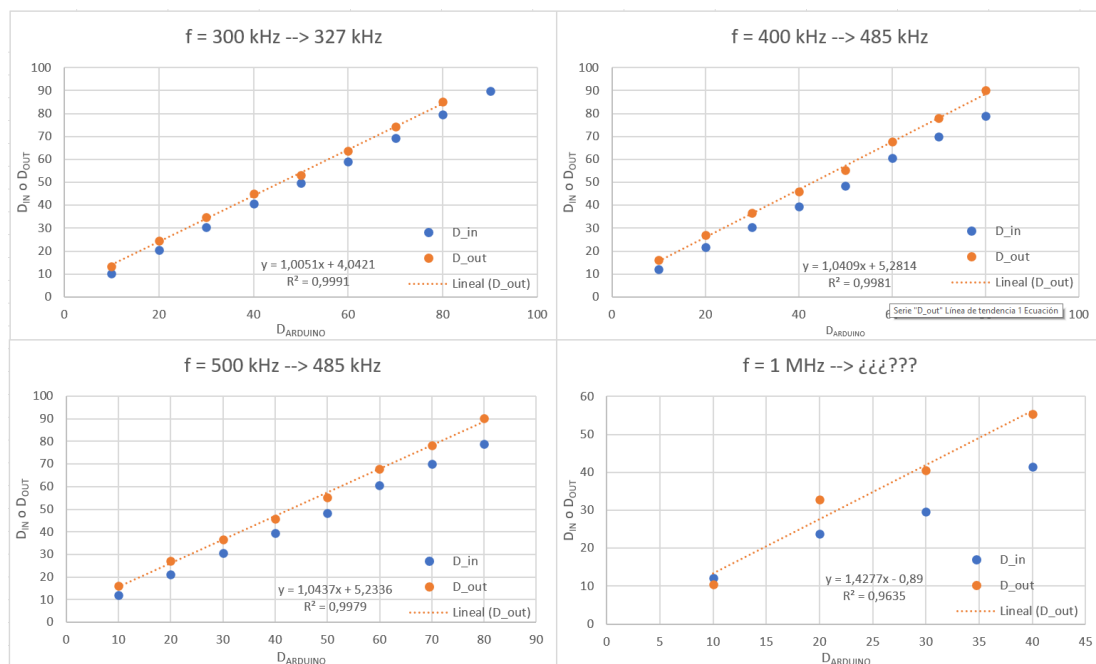 f = 300 kHz --> 327 kHz
100
90
80
70
60
50
40
30
20
10
0
D_IN o D_OUT
D_in
D_out
Lineal (D_out)
y = 1,0051x + 4,0421
R² = 0,9991
0 20 40 60 80 100
D_ARDUINO
f = 400 kHz --> 485 kHz
100
90
80
70
60
50
40
30
20
10
0
D_IN o D_OUT
D_in
D_out
Lineal (D_out)
y = 1,0409x + 5,2814
R² = 0,9981
Serie "D_out" Línea de tendencia 1 Ecuación
0 20 40 60 80 100
D_ARDUINO
f = 500 kHz --> 485 kHz
100
90
80
70
60
50
40
30
20
10
0
D_IN o D_OUT
D_in
D_out
Lineal (D_out)
y = 1,0437x + 5,2336
R² = 0,9979
0 10 20 30 40 50 60 70 80 90
D_ARDUINO
f = 1 MHz --> ¿¿¿???
60
50
40
30
20
10
0
D_IN o D_OUT
D_in
D_out
Lineal (D_out)
y = 1,4277x - 0,89
R² = 0,9635
0 5 10 15 20 25 30 35 40 45
D_ARDUINO